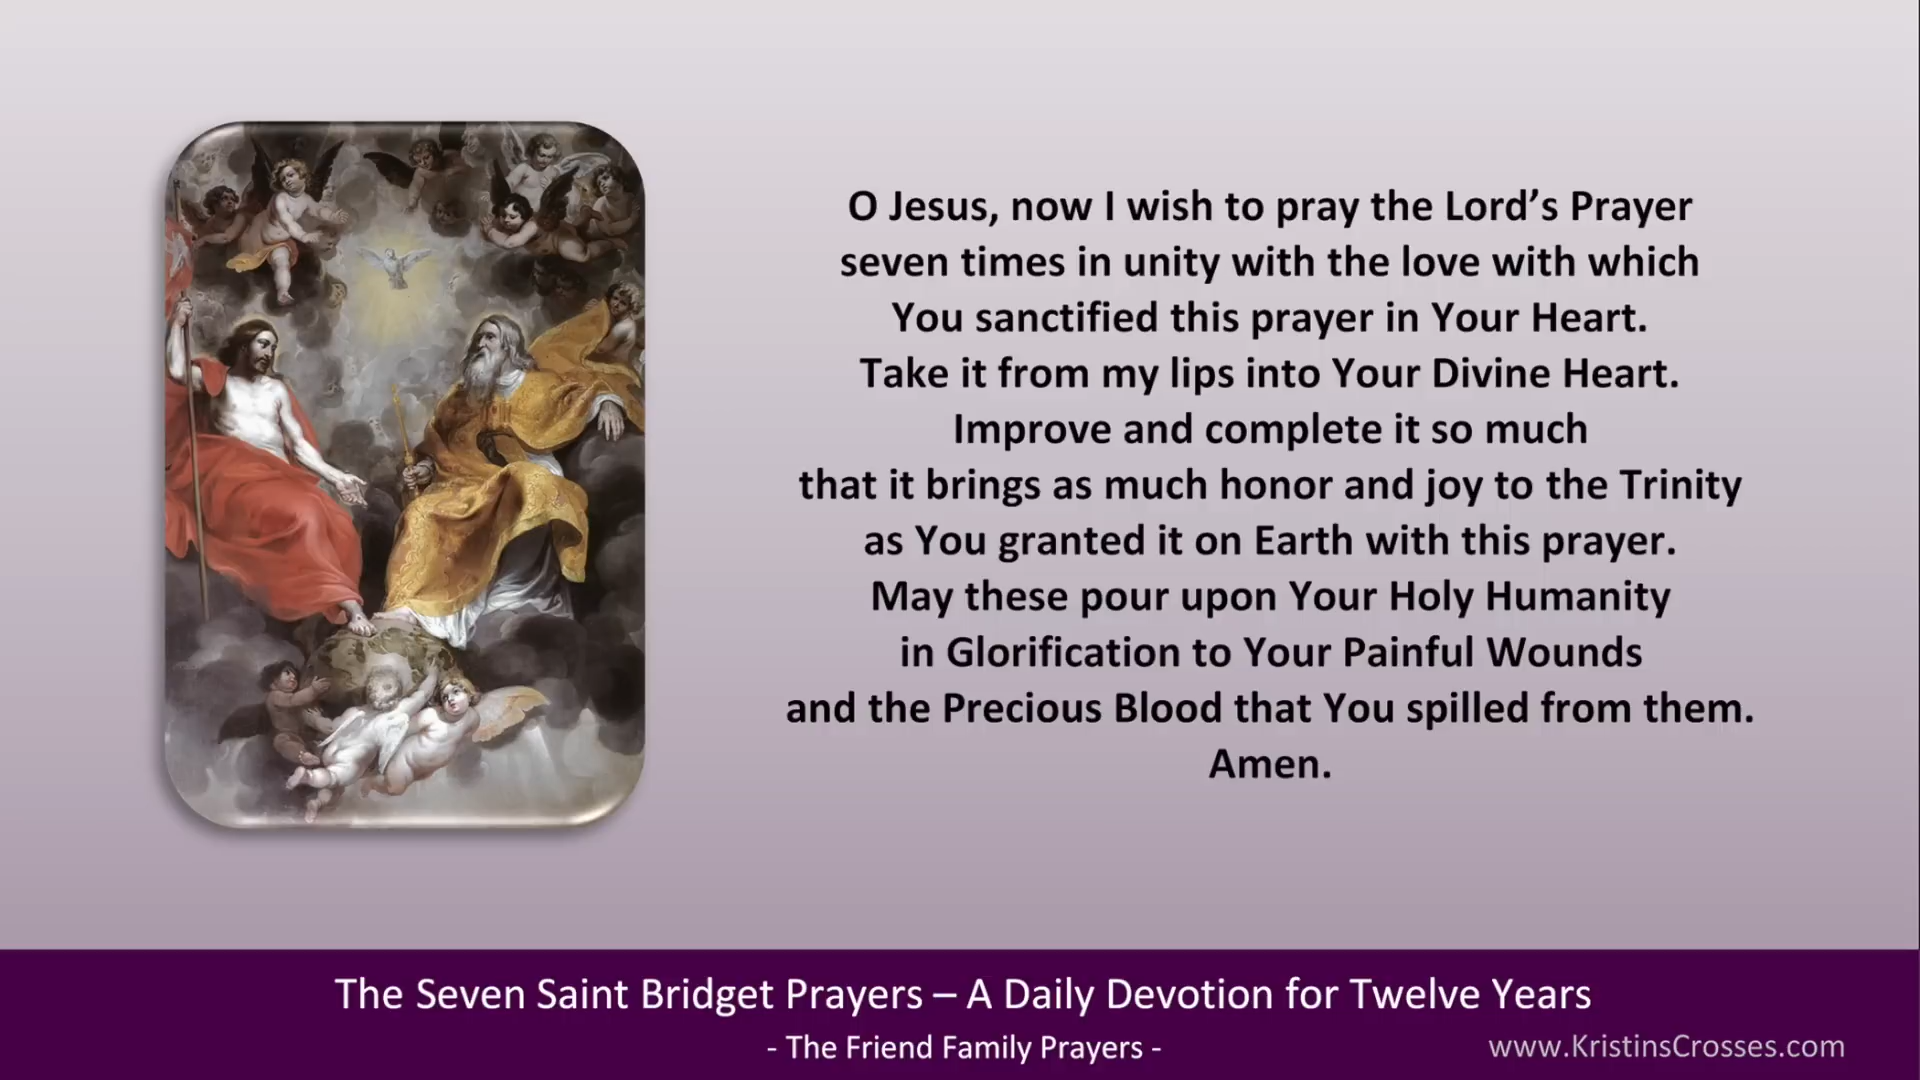 O Jesus, now I wish to pray the Lord’s Prayer
seven times in unity with the love with which
You sanctified this prayer in Your Heart.
Take it from my lips into Your Divine Heart.
Improve and complete it so much
that it brings as much honor and joy to the Trinity
as You granted it on Earth with this prayer.
May these pour upon Your Holy Humanity
in Glorification to Your Painful Wounds
and the Precious Blood that You spilled from them.
Amen.
The Seven Saint Bridget Prayers – A Daily Devotion for Twelve Years
- The Friend Family Prayers -
www.KristinsCrosses.com